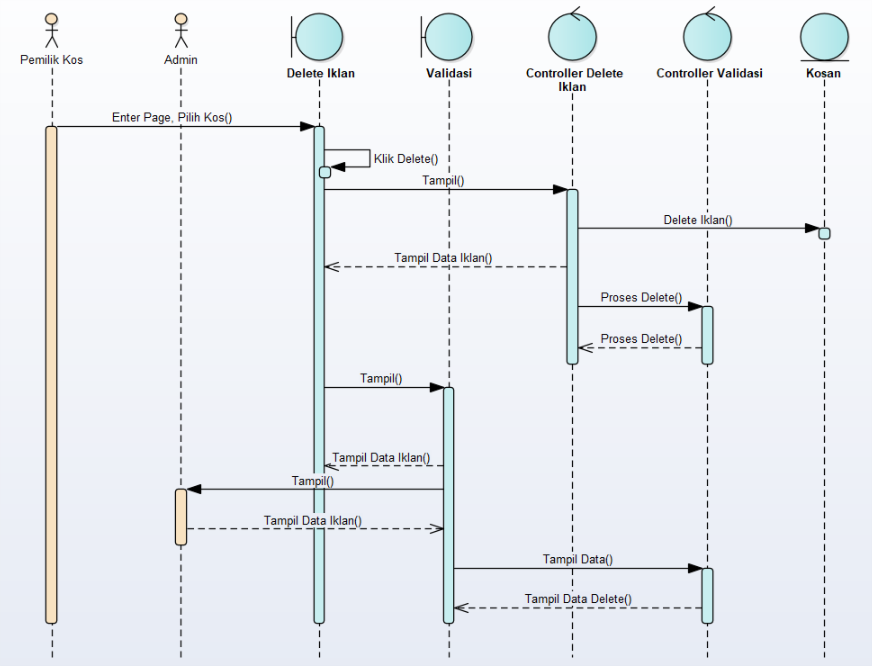 Pemilik Kos
Admin
Delete Iklan
Validasi
Controller Delete
Iklan
Controller Validasi
Kosan
Enter Page, Pilih Kos()
Klik Delete()
Tampil()
Delete Iklan()
Tampil Data Iklan()
Proses Delete()
Proses Delete()
Tampil()
Tampil Data Iklan()
Tampil()
Tampil Data Iklan()
Tampil Data()
Tampil Data Delete()